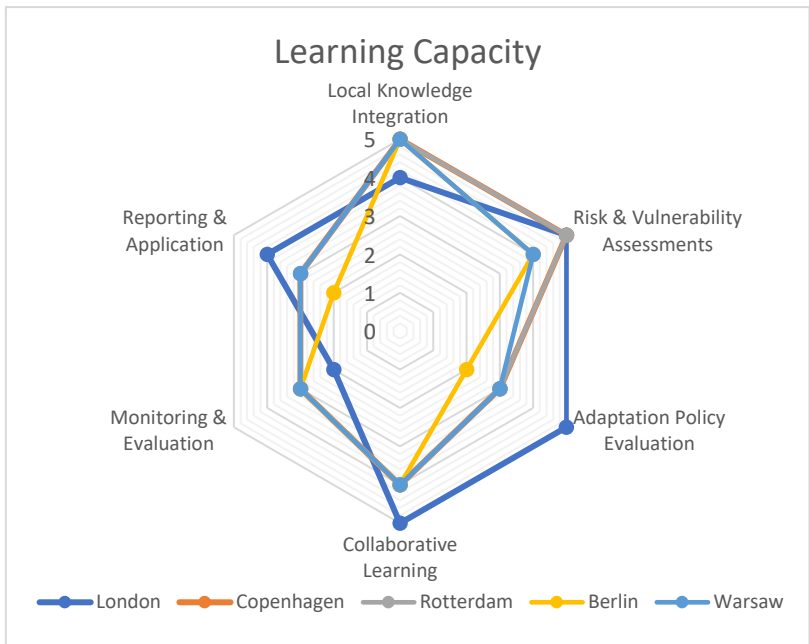 Learning Capacity
Local Knowledge
Integration
5
4
3
2
1
0
Risk & Vulnerability
Assessments
Adaptation Policy
Evaluation
Collaborative
Learning
Monitoring &
Evaluation
Reporting &
Application
London
Copenhagen
Rotterdam
Berlin
Warsaw